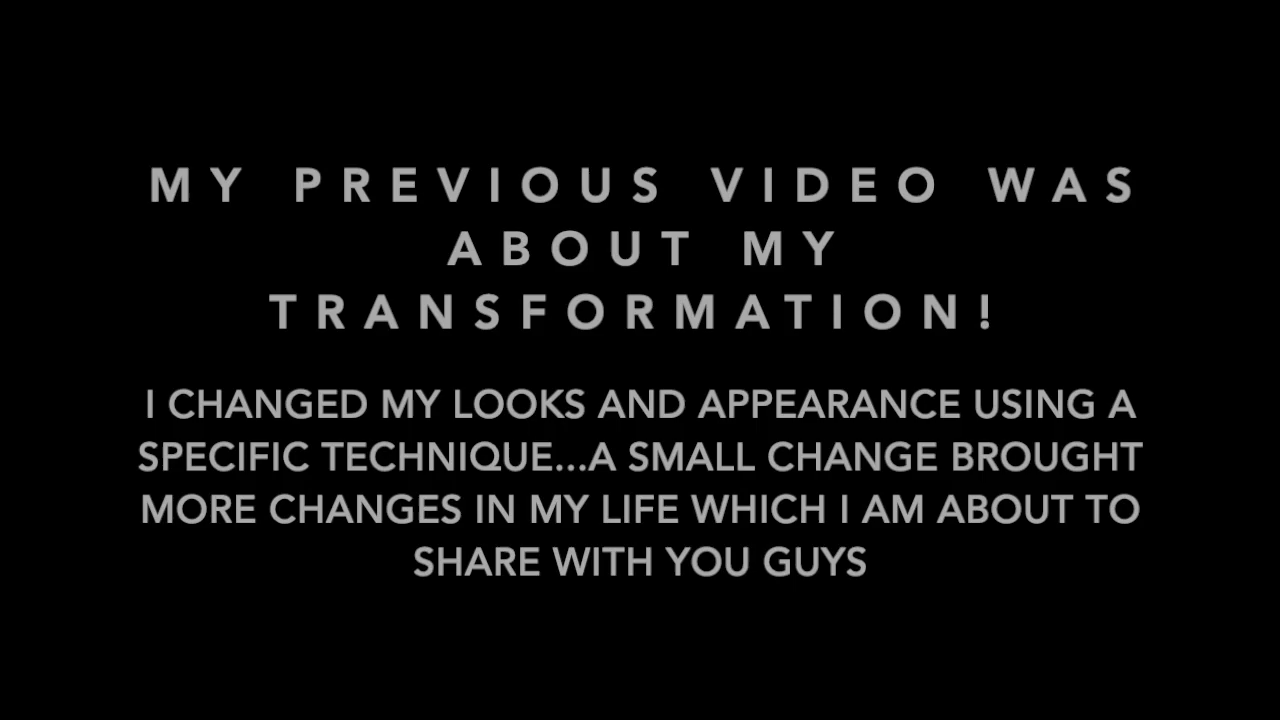 MY PREVIOUS VIDEO WAS
ABOUT MY
TRANSFORMATION!
I CHANGED MY LOOKS AND APPEARANCE USING A
SPECIFIC TECHNIQUE...A SMALL CHANGE BROUGHT
MORE CHANGES IN MY LIFE WHICH I AM ABOUT TO
SHARE WITH YOU GUYS